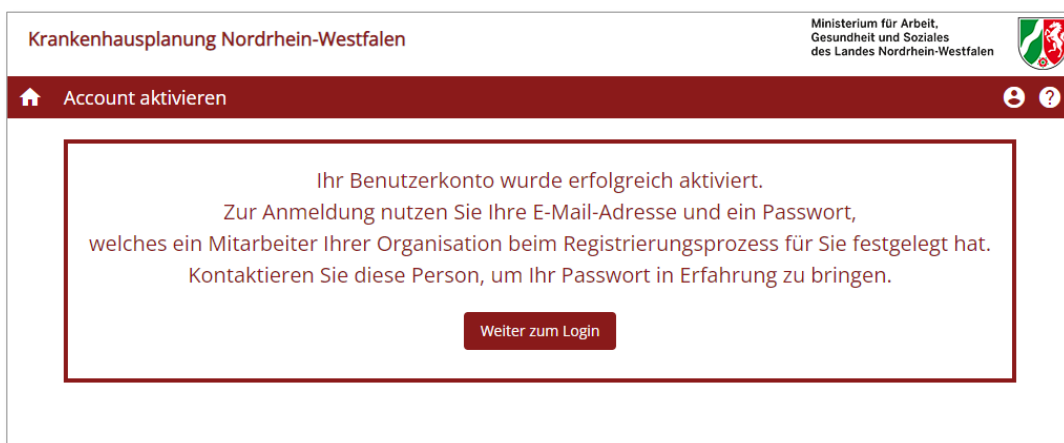 Krankenhausplanung Nordrhein-Westfalen
Ministerium für Arbeit,
Gesundheit und Soziales
des Landes Nordrhein-Westfalen
Account aktivieren
Ihr Benutzerkonto wurde erfolgreich aktiviert.
Zur Anmeldung nutzen Sie Ihre E-Mail-Adresse und ein Passwort,
welches ein Mitarbeiter Ihrer Organisation beim Registrierungsprozess für Sie festgelegt hat.
Kontaktieren Sie diese Person, um Ihr Passwort in Erfahrung zu bringen.
Weiter zum Login